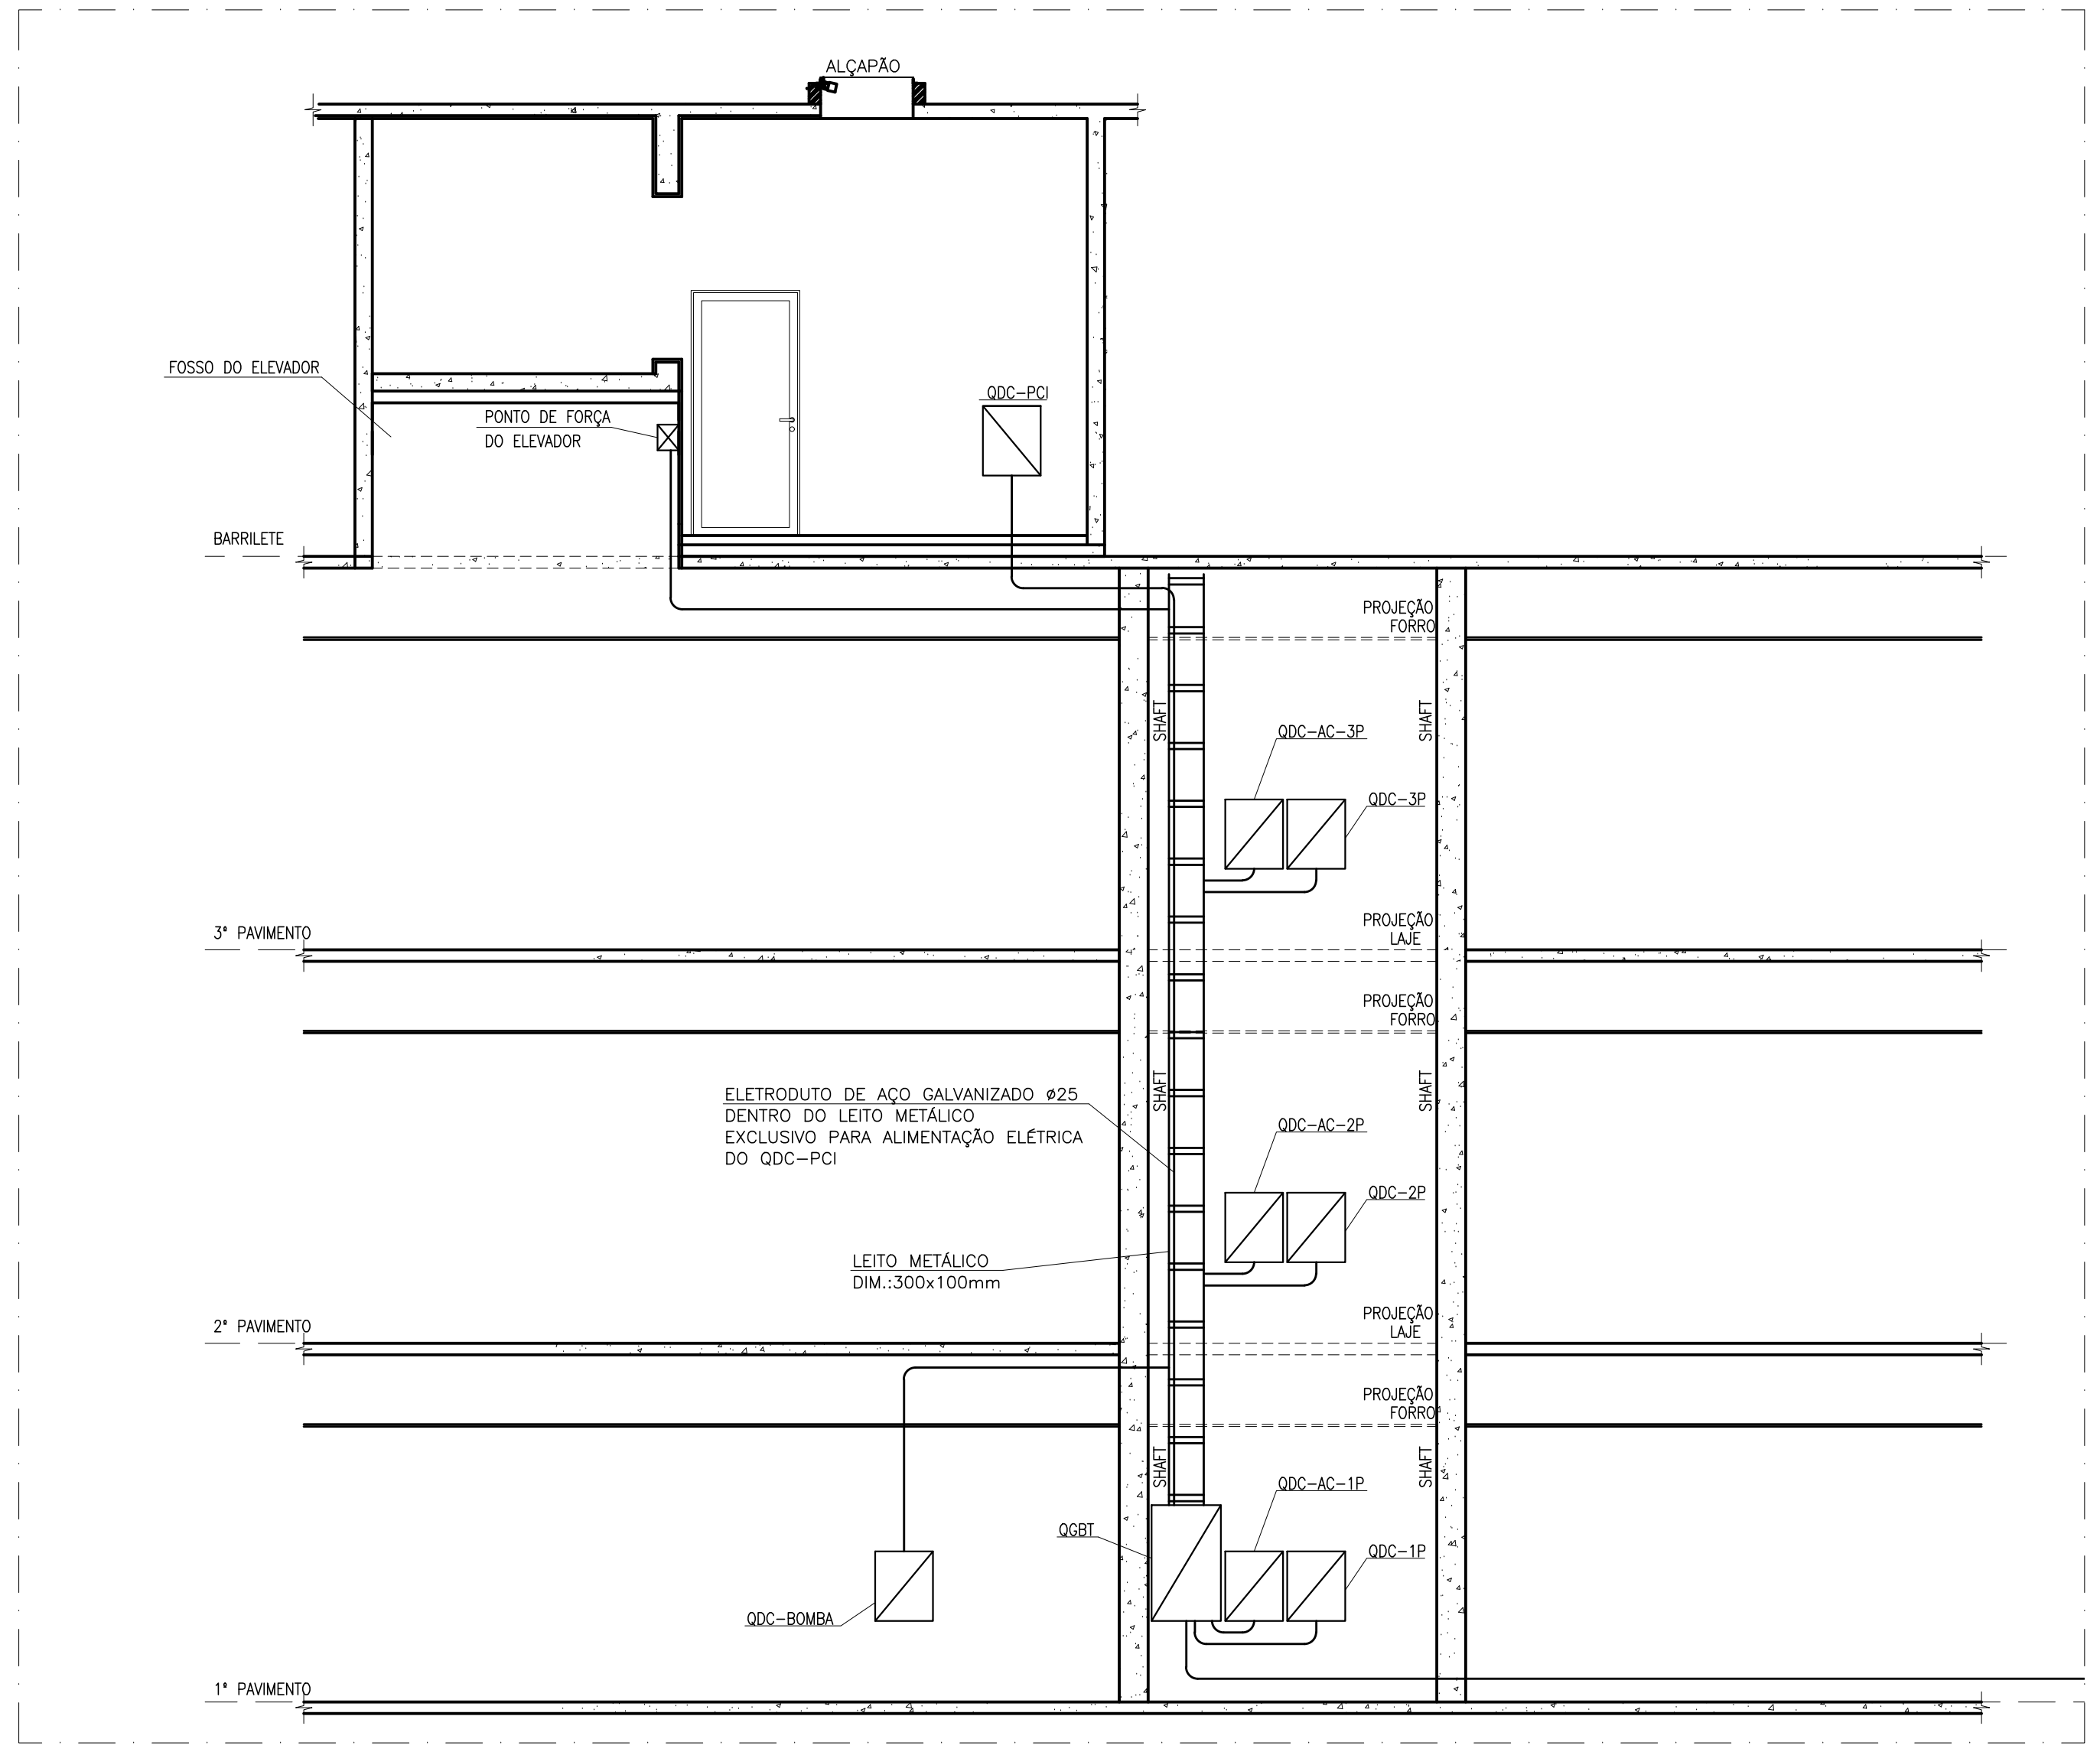 ALÇAPÃO
FOSSO DO ELEVADOR
QDC-PCI
PONTO DE FORÇA
DO ELEVADOR
BARRILETE
PROJEÇÃO
FORRO
SHAFT
SHAFT
QDC-AC-3P
QDC-3P
3º PAVIMENTO
PROJEÇÃO
LAJE
PROJEÇÃO
FORRO
SHAFT
SHAFT
ELETRODUTO DE AÇO GALVANIZADO ø25
DENTRO DO LEITO METÁLICO
EXCLUSIVO PARA ALIMENTAÇÃO ELÉTRICA
DO QDC-PCI
QDC-AC-2P
QDC-2P
LEITO METÁLICO
DIM.:300x100mm
2º PAVIMENTO
PROJEÇÃO
LAJE
PROJEÇÃO
FORRO
SHAFT
SHAFT
QDC-AC-1P
QGBT
QDC-1P
QDC-BOMBA
1º PAVIMENTO